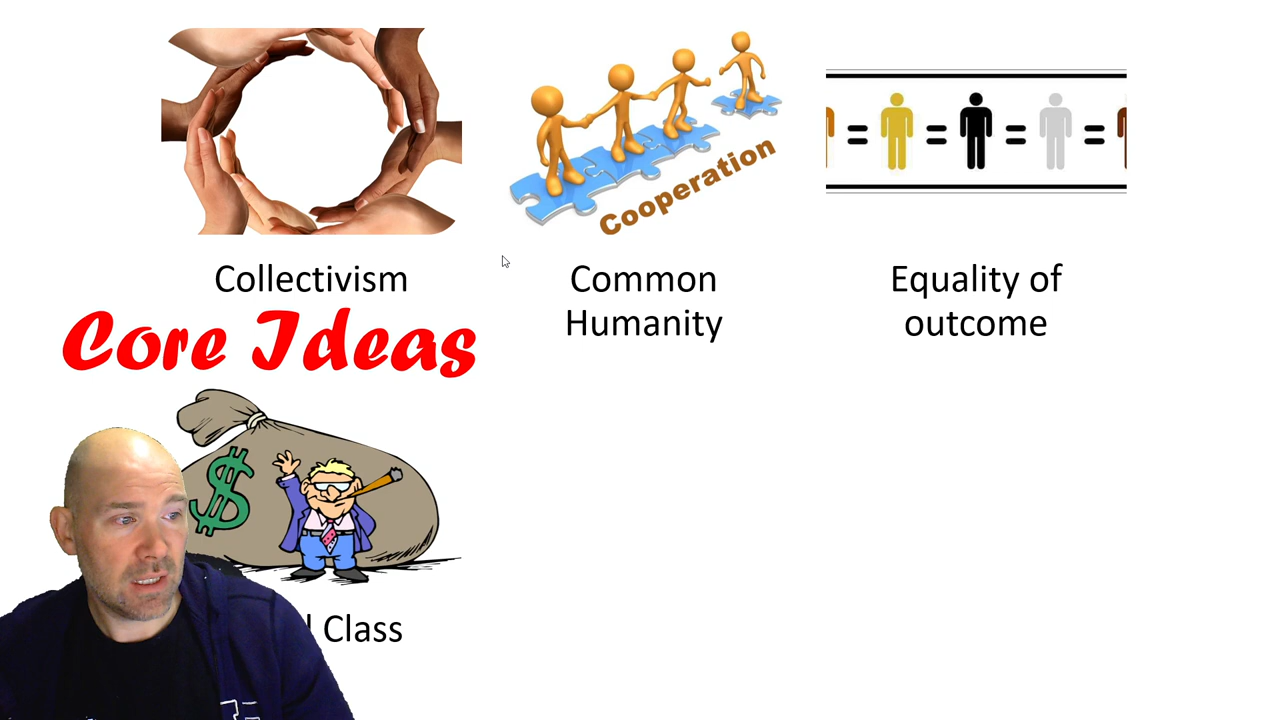 Cooperation
Collectivism
Common
Humanity
Equality of
outcome
Core Ideas
$
Class